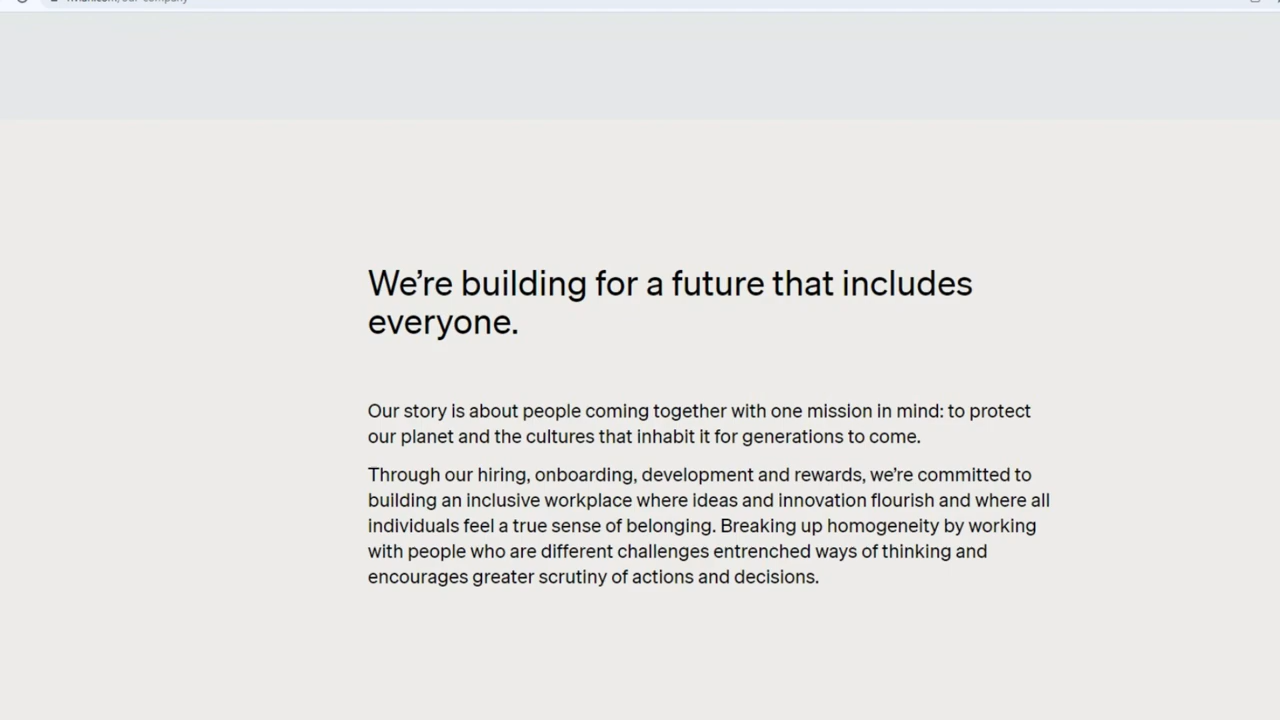 We're building for a future that includes
everyone.
Our story is about people coming together with one mission in mind: to protect
our planet and the cultures that inhabit it for generations to come.
Through our hiring, onboarding, development and rewards, we're committed to
building an inclusive workplace where ideas and innovation flourish and where all
individuals feel a true sense of belonging. Breaking up homogeneity by working
with people who are different challenges entrenched ways of thinking and
encourages greater scrutiny of actions and decisions.